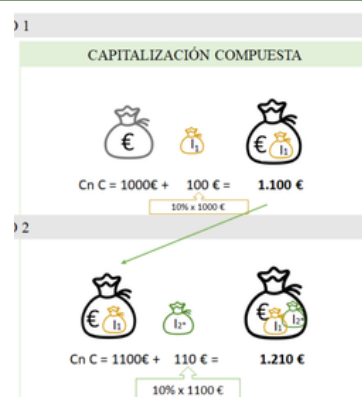 O 1
CAPITALIZACIÓN COMPUESTA
€ I₁ € I₁
Cn C = 1000€ + 100 € = 1.100 €
10% x 1000 €
O 2
€ I₁ I₂* € I₁ I₂*
Cn C = 1100€ + 110 € = 1.210 €
10% x 1100 €